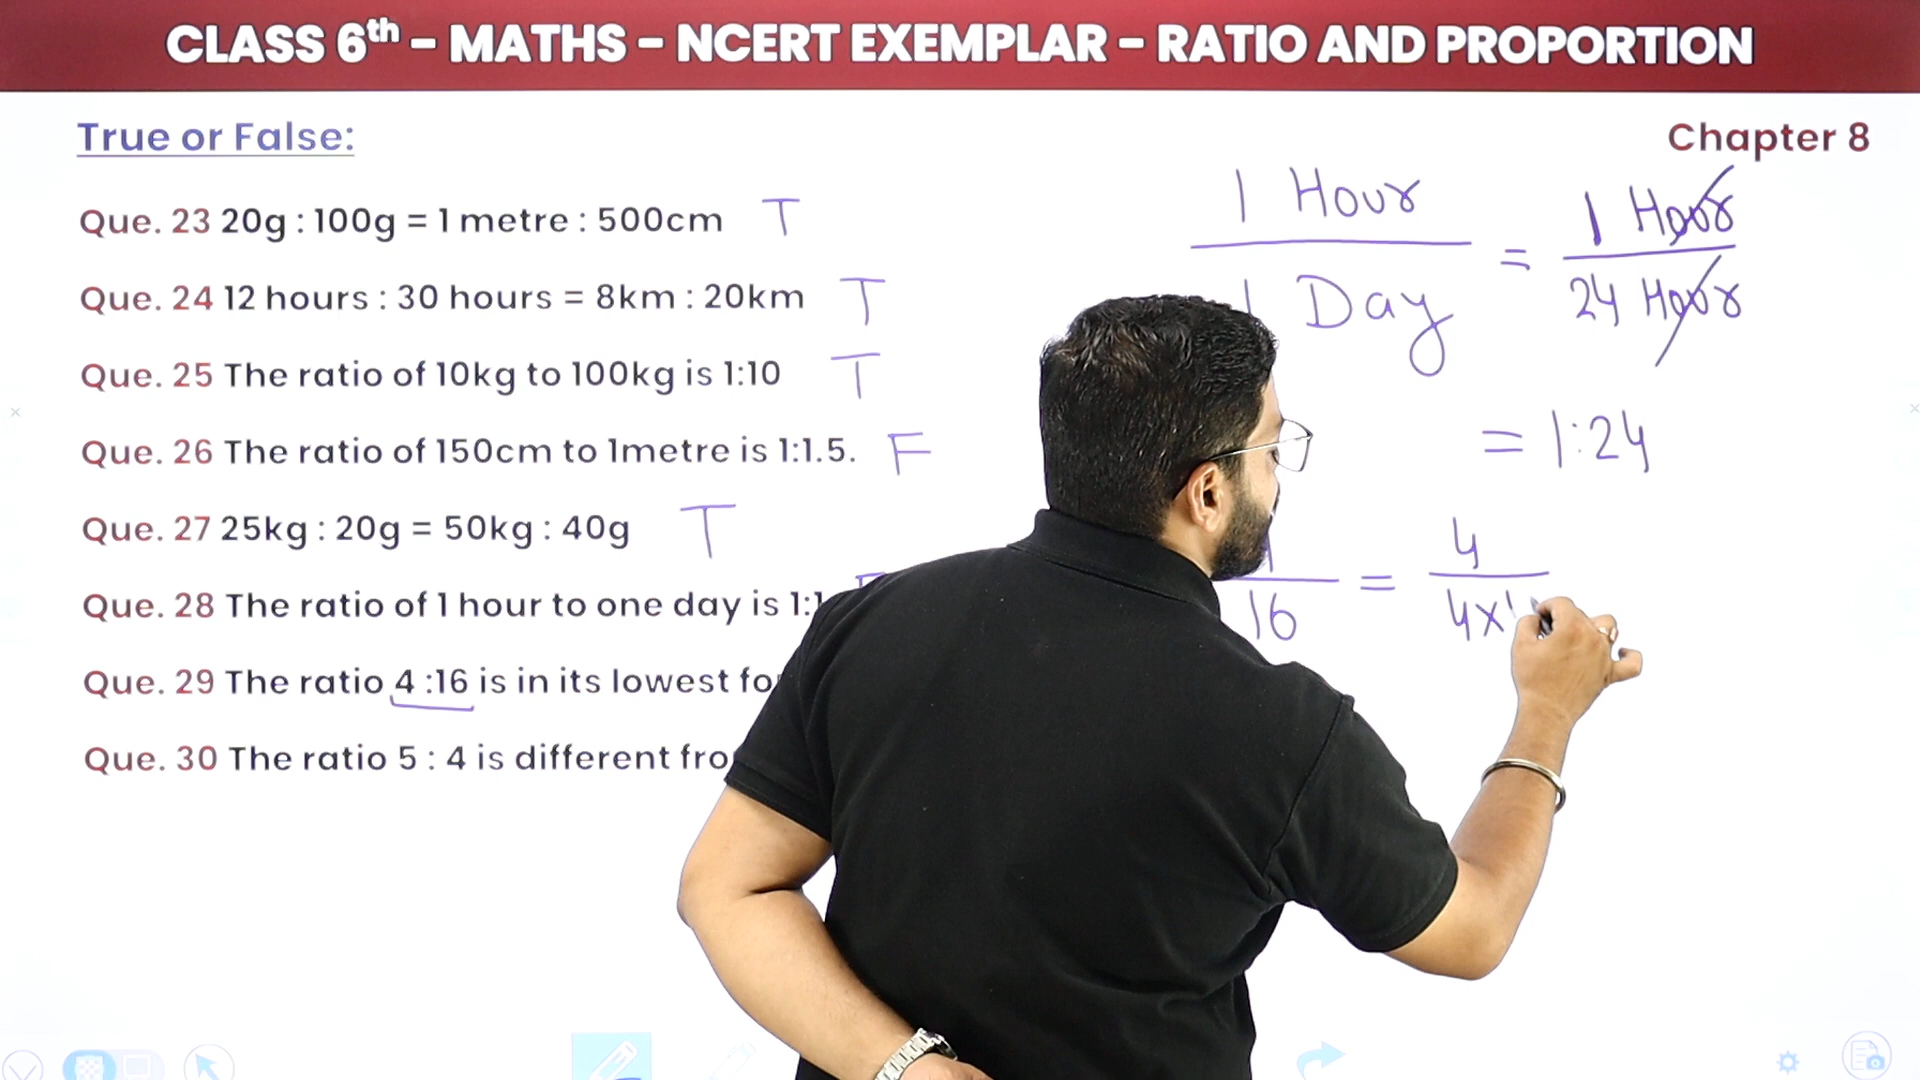 CLASS 6th – MATHS – NCERT EXEMPLAR – RATIO AND PROPORTION
True or False:
Chapter 8
Que. 23 20g : 100g = 1 metre : 500cm T
Que. 24 12 hours : 30 hours = 8km : 20km T
Que. 25 The ratio of 10kg to 100kg is 1:10 T
Que. 26 The ratio of 150cm to 1metre is 1:1.5. F
Que. 27 25kg : 20g = 50kg : 40g T
Que. 28 The ratio of 1 hour to one day is 1:1
Que. 29 The ratio 4 :16 is in its lowest
Que. 30 The ratio 5 : 4 is different
1 Hour
Day
=
1 Hour
24 Hour
= 1:24
16
=
4
4x